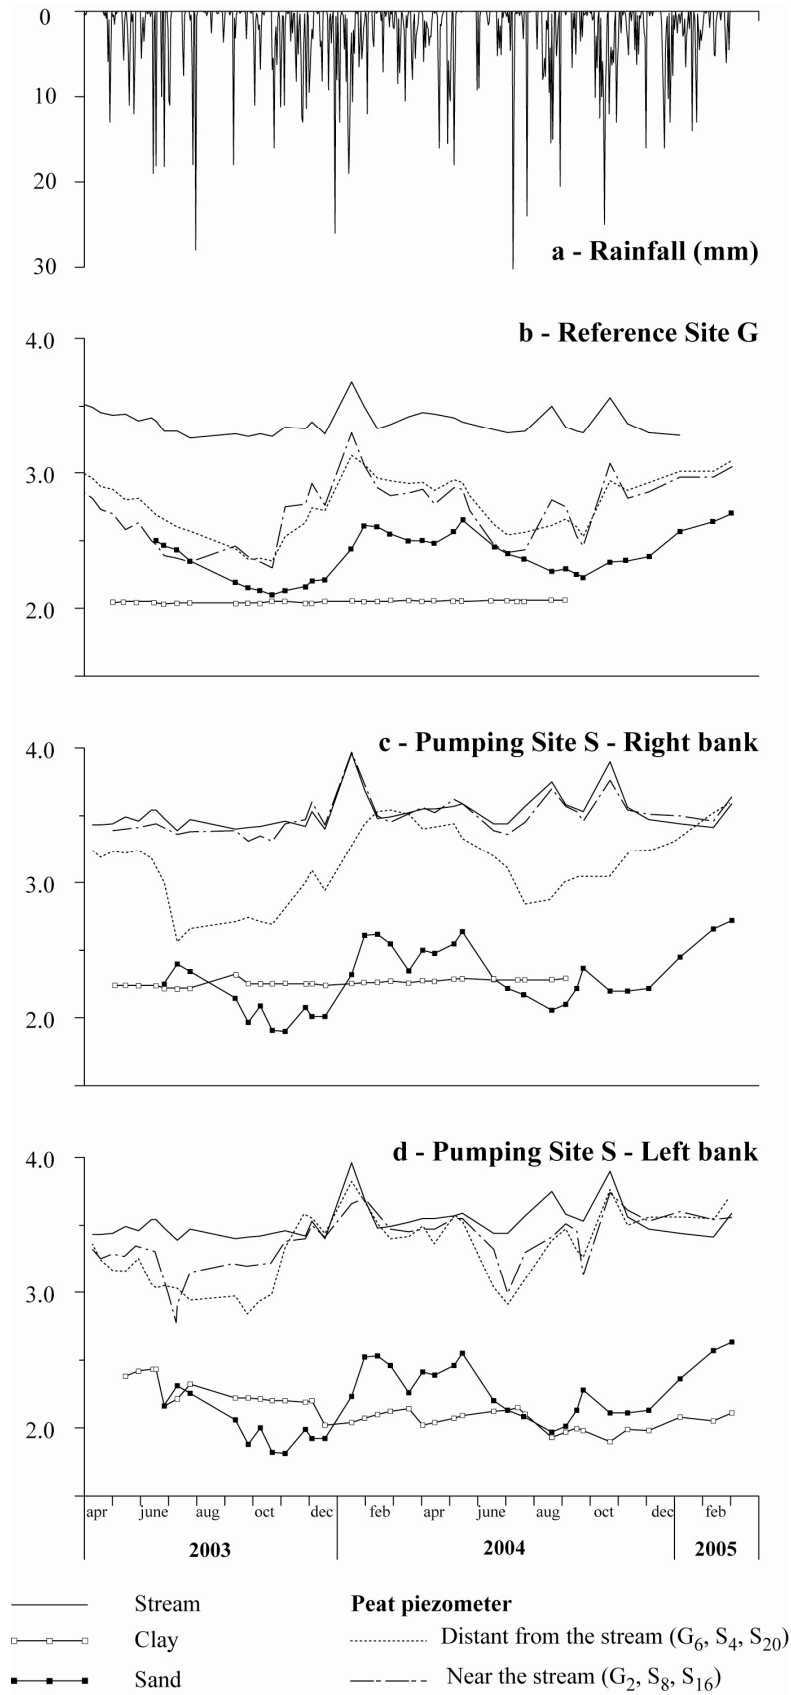 0
10
20
30
a - Rainfall (mm)
b - Reference Site G
4.0
3.0
2.0
c - Pumping Site S - Right bank
4.0
3.0
2.0
d - Pumping Site S - Left bank
4.0
3.0
2.0
apr june aug oct dec feb apr june aug oct dec feb
2003 2004 2005
Stream Peat piezometer
Clay Distant from the stream (G6, S4, S20)
Sand Near the stream (G2, S8, S16)